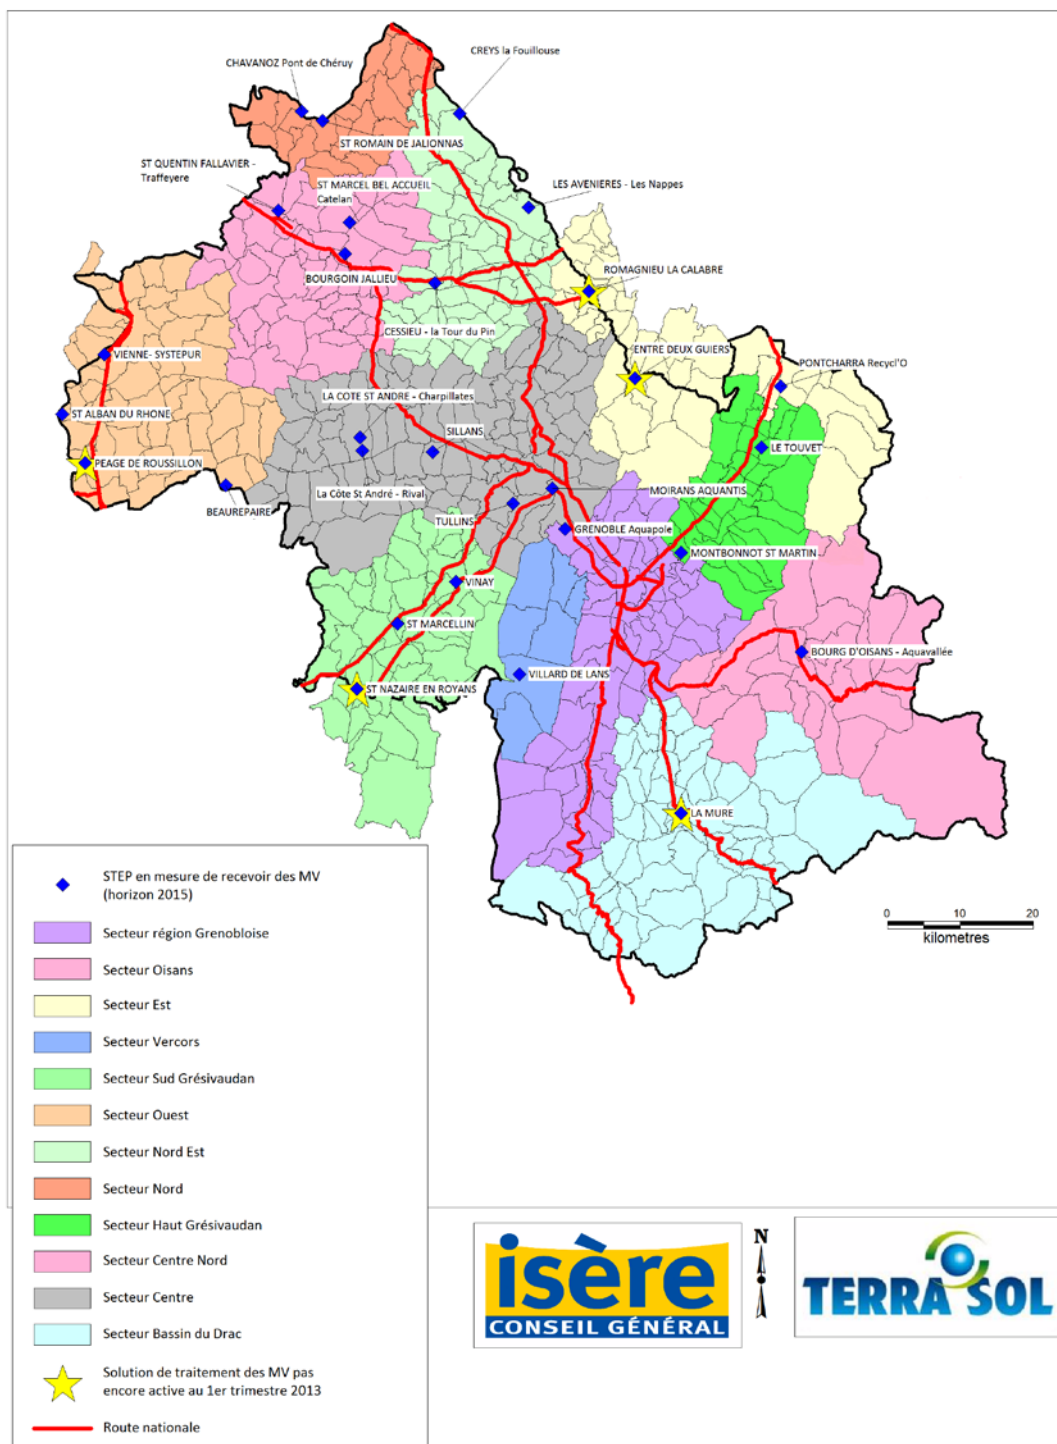 CREYS la Fouillouse
CHAVANOZ Pont de Chéruy
ST ROMAIN DE JALIONNAS
ST QUENTIN FALLAVIER -
Traffeyere
ST MARCEL BEL ACCUEIL
Catelan
LES AVENIERES - Les Nappes
ROMAGNIEU LA CALABRE
BOURGOIN JALLIEU
CESSIEU - la Tour du Pin
VIENNE- SYSTEPUR
ENTRE DEUX GUIERS
PONTCHARRA Recycl'O
LA COTE ST ANDRE - Charpillates
ST ALBAN DU RHONE
SILLANS
LE TOUVET
PEAGE DE ROUSSILLON
La Côte St André - Rival
MOIRANS AQUANTIS
BEAUREPAIRE
TULLINS
GRENOBLE Aquapole
MONTBONNOT ST MARTIN
VINAY
ST MARCELLIN
BOURG D'OISANS - Aquavallée
VILLARD DE LANS
ST NAZAIRE EN ROYANS
LA MURE
STEP en mesure de recevoir des MV
(horizon 2015)
Secteur région Grenobloise
Secteur Oisans
Secteur Est
Secteur Vercors
Secteur Sud Grésivaudan
Secteur Ouest
Secteur Nord Est
Secteur Nord
Secteur Haut Grésivaudan
Secteur Centre Nord
Secteur Centre
Secteur Bassin du Drac
Solution de traitement des MV pas
encore active au 1er trimestre 2013
Route nationale
0 10 20
kilometres
isère
CONSEIL GÉNÉRAL
N
TERRA SOL